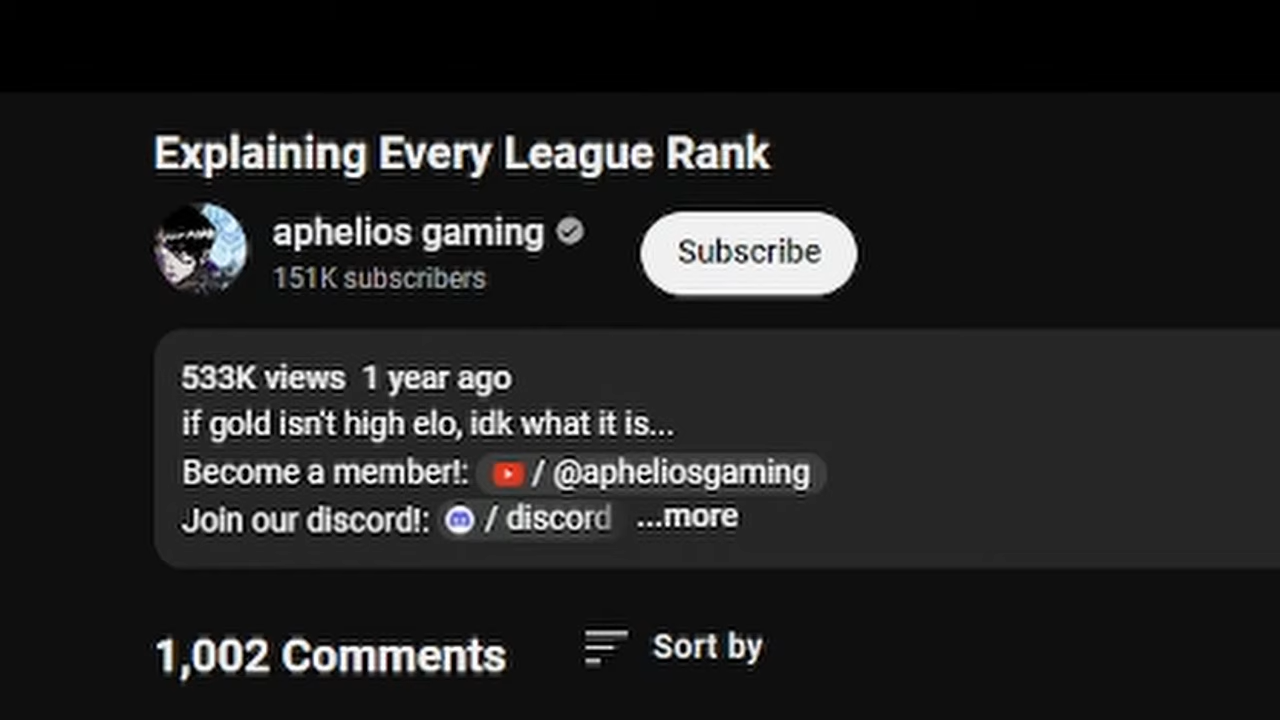 Explaining Every League Rank
aphelios gaming
151K subscribers
Subscribe
533K views 1 year ago
if gold isn't high elo, idk what it is...
Become a member!: / @apheliosgaming
Join our discord!: / discord ...more
1,002 Comments
Sort by